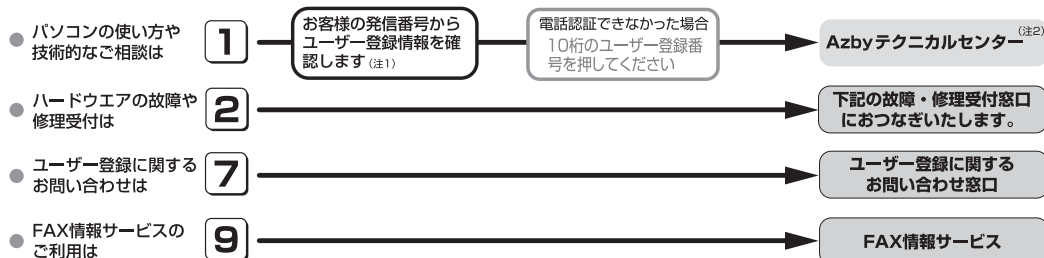 ● パソコンの使い方や
技術的なご相談は
1
お客様の発信番号から
ユーザー登録情報を確
認します（注1）
電話認証できなかった場合
10桁のユーザー登録番
号を押してください
Azbyテクニカルセンター（注2）
● ハードウエアの故障や
修理受付は
2
下記の故障・修理受付窓口
におつなぎいたします。
● ユーザー登録に関する
お問い合わせは
7
ユーザー登録に関する
お問い合わせ窓口
● FAX情報サービスの
ご利用は
9
FAX情報サービス